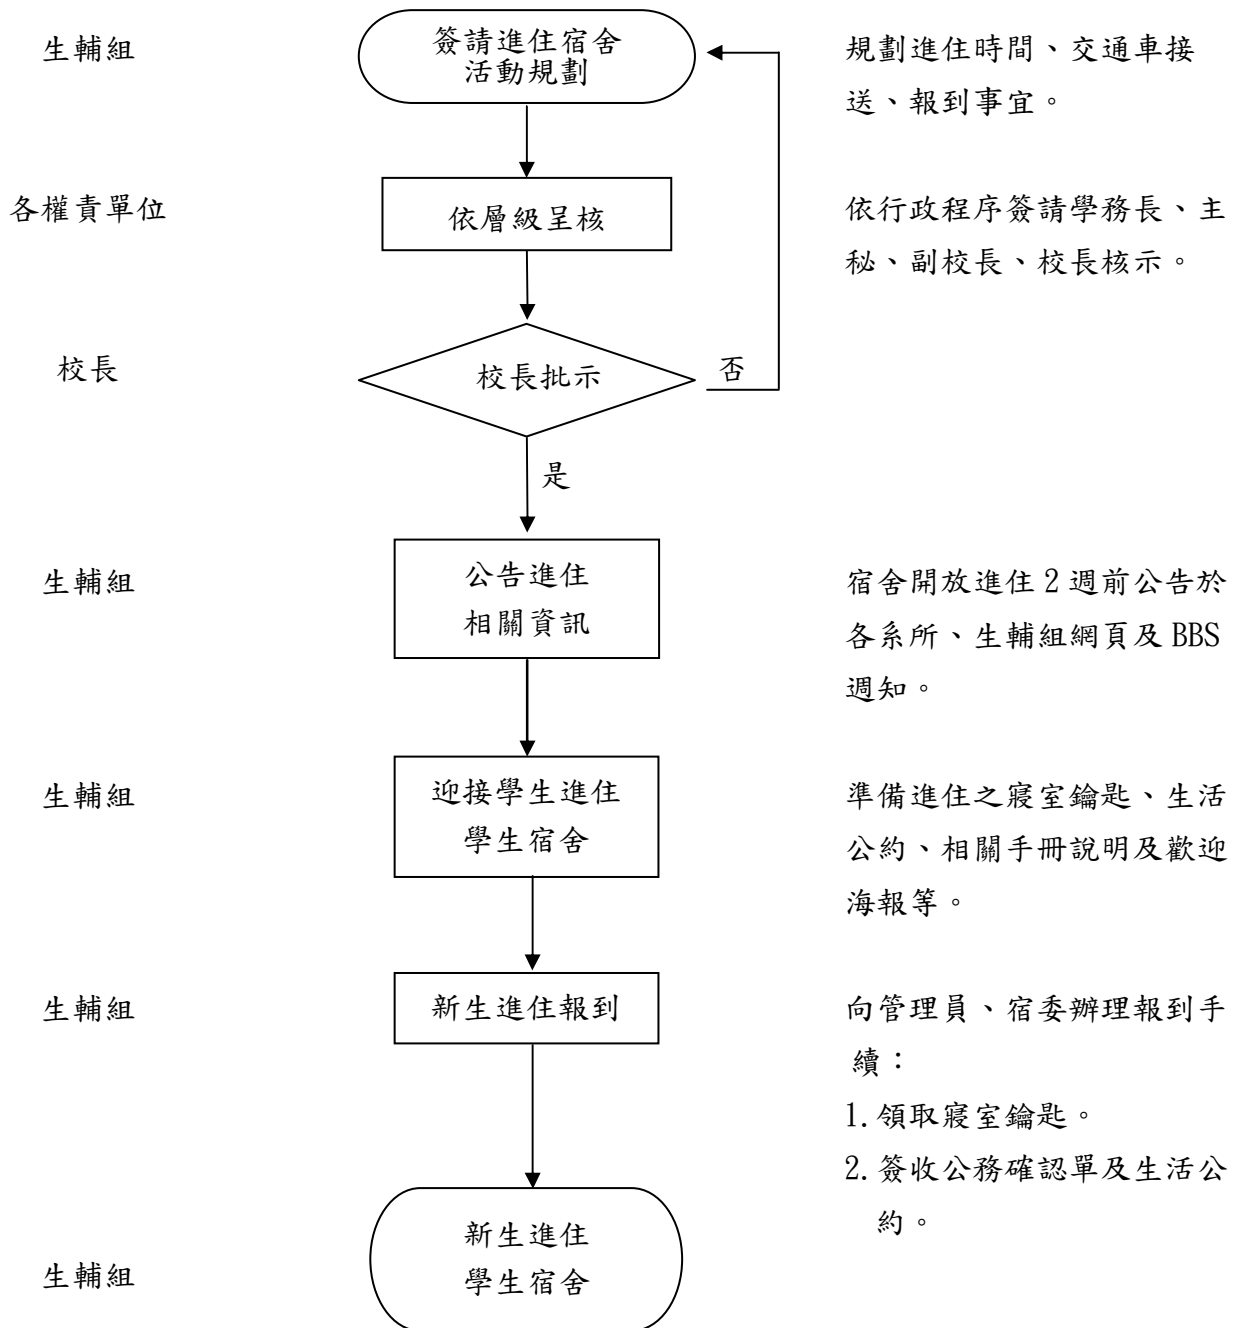 生輔組
簽請進住宿舍
活動規劃
規劃進住時間、交通車接
送、報到事宜。
各權責單位
依層級呈核
依行政程序簽請學務長、主
秘、副校長、校長核示。
校長
校長批示
否
是
生輔組
公告進住
相關資訊
宿舍開放進住 2 週前公告於
各系所、生輔組網頁及 BBS
週知。
生輔組
迎接學生進住
學生宿舍
準備進住之寢室鑰匙、生活
公約、相關手冊說明及歡迎
海報等。
生輔組
新生進住報到
向管理員、宿委辦理報到手
續：
1.領取寢室鑰匙。
2.簽收公務確認單及生活公
約。
生輔組
新生進住
學生宿舍